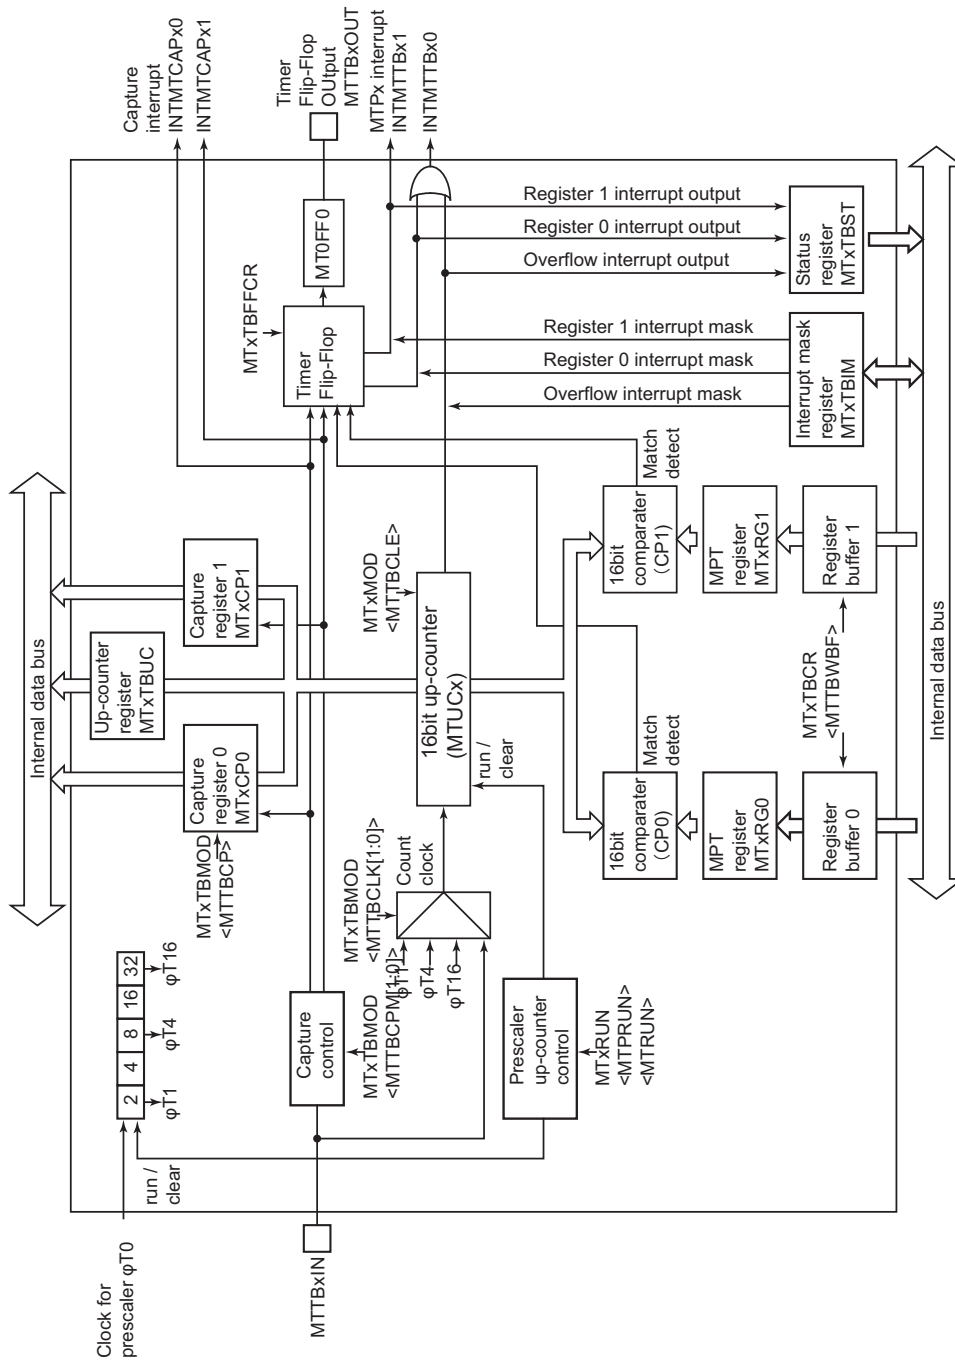 Clock for
prescaler φT0
run /
clear
2
4
8
16
32
φT1
φT4
φT16
Internal data bus
MTxTBMOD
<MTTBCP>
Capture
register 0
MTxCP0
Up-counter
register
MTxTBUC
Capture
register 1
MTxCP1
Capture
interrupt
INTMTCAPx0
INTMTCAPx1
MTTBxIN
Capture
control
MTxTBMOD
<MTTBCPM[1:0]>
MTxTBFFCR
Timer
Flip-Flop
MT0FF0
Timer
Flip-Flop
OUtput
MTTBxOUT
MTPx interrupt
INTMTTBx1
INTMTTBx0
MTxTBMOD
<MTTBCLK[1:0]>
Count
clock
φT1
φT4
φT16
MTxMOD
<MTTBCLE>
16bit up-counter
(MTUCx)
run /
clear
Prescaler
up-counter
control
MTxRUN
<MTPRUN>
<MTRUN>
Register 1 interrupt output
Register 0 interrupt output
Overflow interrupt output
Register 1 interrupt mask
Register 0 interrupt mask
Overflow interrupt mask
Match
detect
Match
detect
16bit
comparater
(CP0)
16bit
comparater
(CP1)
MPT
register
MTxRG0
MPT
register
MTxRG1
Register
buffer 0
MTxTBCR
<MTTBWBF>
Register
buffer 1
Interrupt mask
register
MTxTBIM
Status
register
MTxTBST
Internal data bus